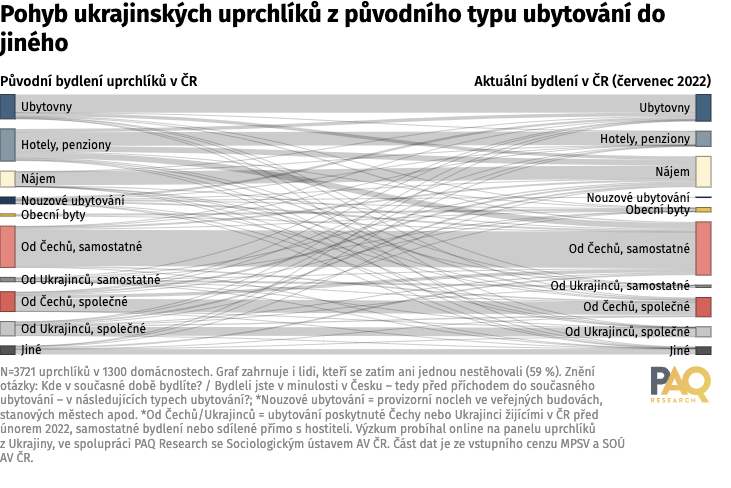 Pohyb ukrajinských uprchlíků z původního typu ubytování do
jiného
Původní bydlení uprchlíků v ČR
Aktuální bydlení v ČR (červenec 2022)
Ubytovny
Hotely, penziony
Nájem
Nouzové ubytování
Obecní byty
Od Čechů, samostatné
Od Ukrajinců, samostatné
Od Čechů, společné
Od Ukrajinců, společné
Jiné
Ubytovny
Hotely, penziony
Nájem
Nouzové ubytování
Obecní byty
Od Čechů, samostatné
Od Ukrajinců, samostatné
Od Čechů, společné
Od Ukrajinců, společné
Jiné
N=3721 uprchlíků v 1300 domácnostech. Graf zahrnuje i lidi, kteří se zatím ani jednou nestěhovali (59 %). Znění
otázky: Kde v současné době bydlíte? / Bydleli jste v minulosti v Česku – tedy před příchodem do současného
ubytování – v následujících typech ubytování?; *Nouzové ubytování = provizorní nocleh ve veřejných budovách,
stanových městech apod. *Od Čechů/Ukrajinců = ubytování poskytnuté Čechy nebo Ukrajinci žijícími v ČR před
únorem 2022, samostatné bydlení nebo sdílené přímo s hostiteli. Výzkum probíhal online na panelu uprchlíků
z Ukrajiny, ve spolupráci PAQ Research se Sociologickým ústavem AV ČR. Část dat je ze vstupního cenzu MPSV a SOÚ
AV ČR.
PAQ
RESEARCH